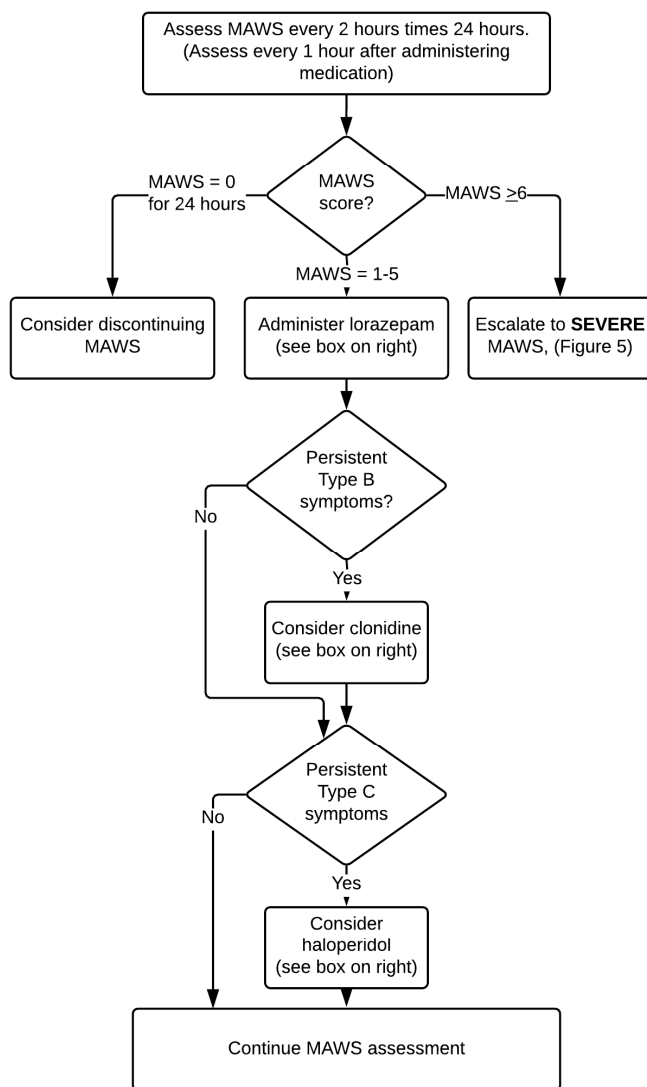 Assess MAWS every 2 hours times 24 hours.
(Assess every 1 hour after administering
medication)
MAWS
score?
MAWS = 0
for 24 hours
MAWS ≥6
MAWS = 1-5
Consider discontinuing
MAWS
Administer lorazepam
(see box on right)
Escalate to SEVERE
MAWS, (Figure 5)
Persistent
Type B
symptoms?
No
Yes
Consider clonidine
(see box on right)
Persistent
Type C
symptoms
No
Yes
Consider
haloperidol
(see box on right)
Continue MAWS assessment